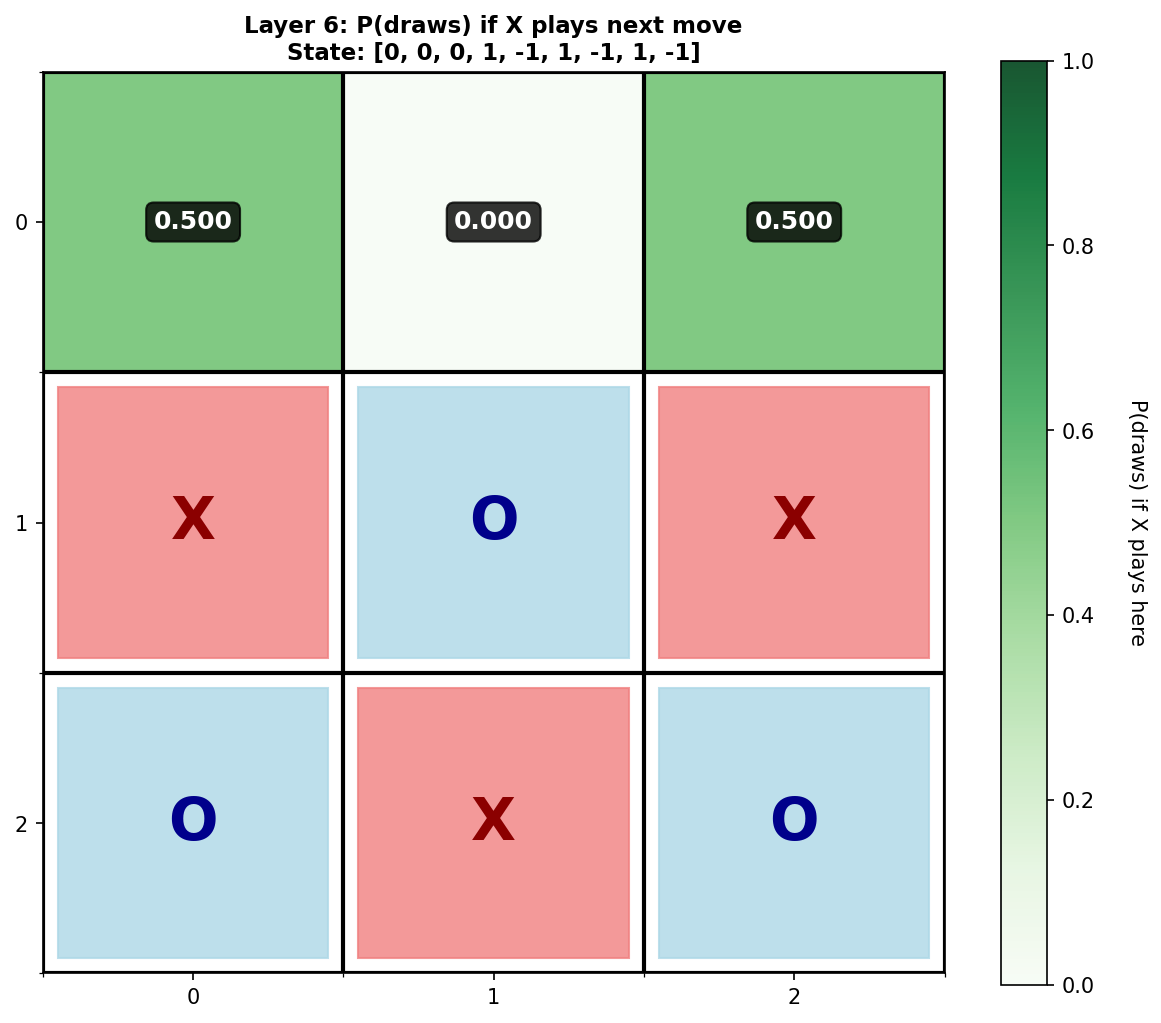 Layer 6: P(draws) if X plays next move
State: [0, 0, 0, 1, -1, 1, -1, 1, -1]
0.500 0.000 0.500
X O X
O X O
0
1
2
0 1 2
1.0
0.8
0.6
0.4
0.2
0.0
P(draws) if X plays here